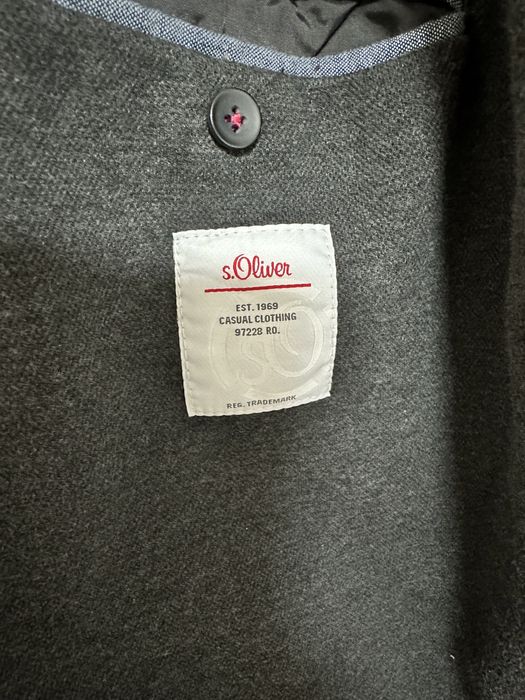 s.Oliver
EST. 1969
CASUAL CLOTHING
97228 RO.
REG. TRADEMARK